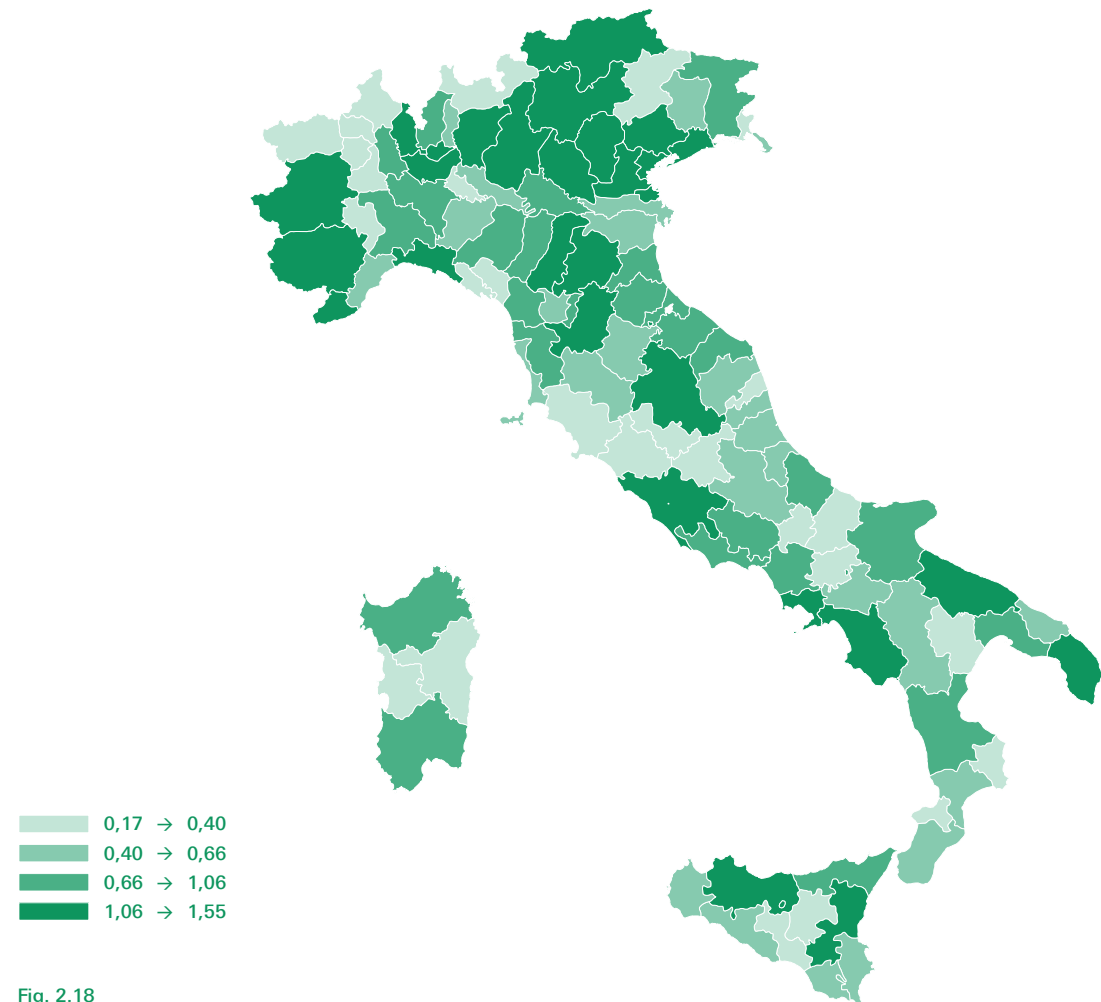 0,17 → 0,40
0,40 → 0,66
0,66 → 1,06
1,06 → 1,55
Fig. 2.18